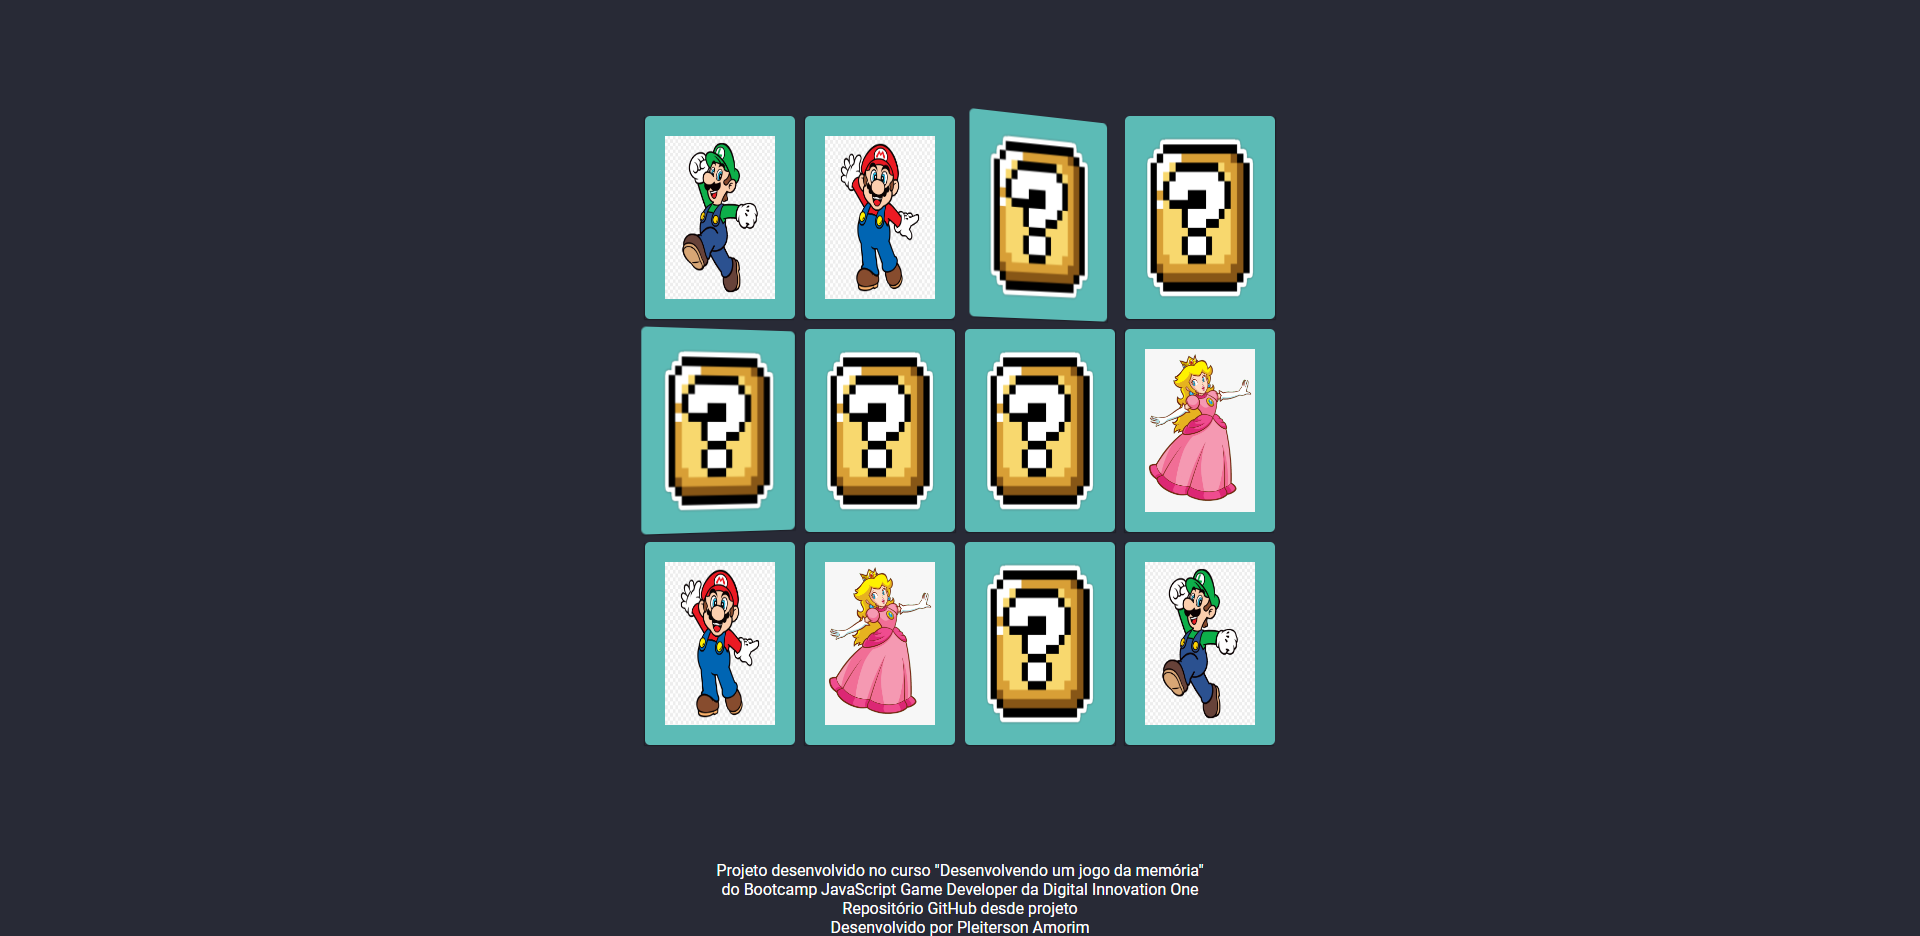 Projeto desenvolvido no curso "Desenvolvendo um jogo da memória"
do Bootcamp JavaScript Game Developer da Digital Innovation One
Repositório GitHub desde projeto
Desenvolvido por Pleiterson Amorim